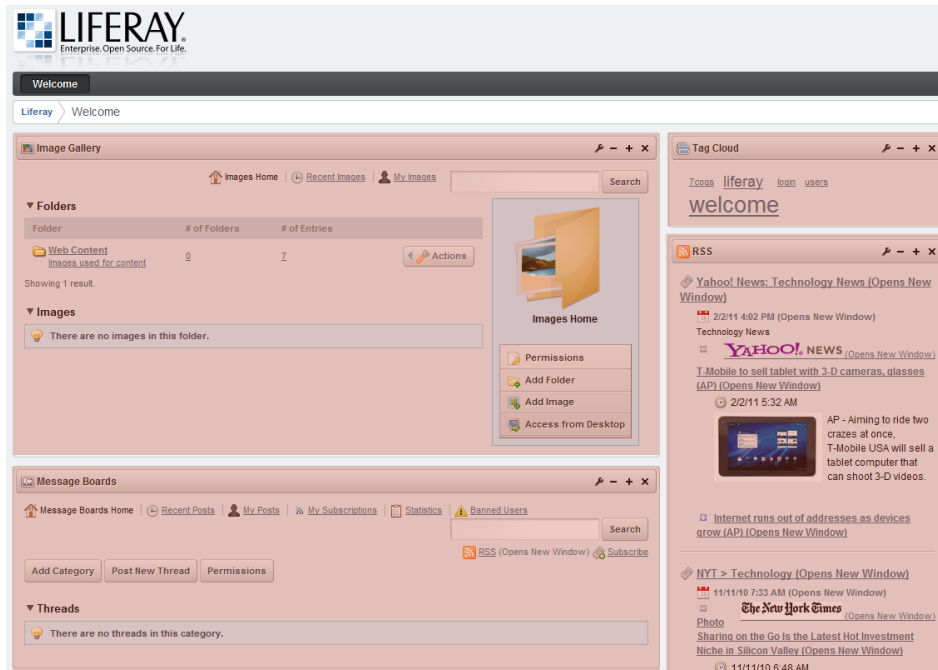 LIFERAY.
Enterprise. Open Source. For Life.
Welcome
Liferay Welcome
Image Gallery
Images Home Recent Images My Images Search
Folders
Folder # of Folders # of Entries
Web Content 0 7 Actions
Images used for content
Showing 1 result.
Images
There are no images in this folder.
Images Home
Permissions
Add Folder
Add Image
Access from Desktop
Message Boards
Message Boards Home Recent Posts My Posts My Subscriptions Statistics Banned Users
Search
RSS (Opens New Window) Subscribe
Add Category Post New Thread Permissions
Threads
There are no threads in this category.
Tag Cloud
7cogs liferay login users
welcome
RSS
Yahoo! News: Technology News (Opens New
Window)
2/2/11 4:02 PM (Opens New Window)
Technology News
YAHOO! NEWS (Opens New Window)
T-Mobile to sell tablet with 3-D cameras, glasses
(AP) (Opens New Window)
2/2/11 5:32 AM
AP - Aiming to ride two
crazes at once,
T-Mobile USA will sell a
tablet computer that
can shoot 3-D videos.
Internet runs out of addresses as devices
grow (AP) (Opens New Window)
NYT > Technology (Opens New Window)
11/11/10 7:33 AM (Opens New Window)
The New York Times (Opens New Window)
Photo
Sharing on the Go Is the Latest Hot Investment
Niche in Silicon Valley (Opens New Window)
11/11/10 6:48 AM